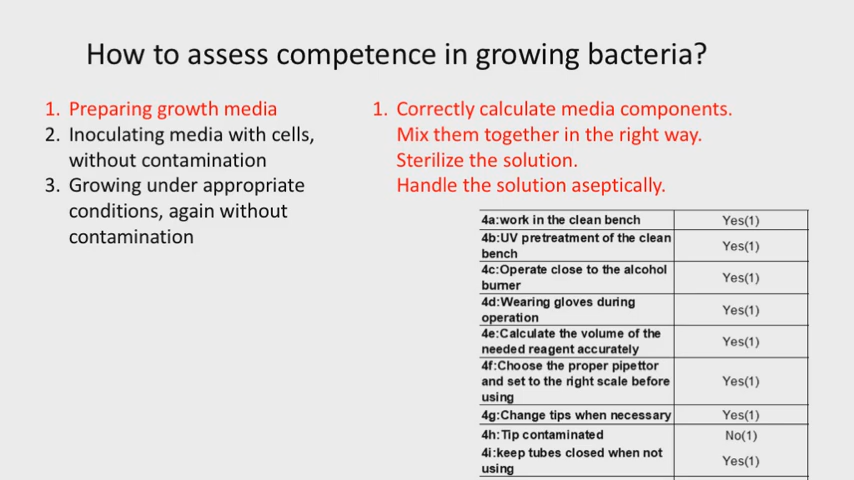 How to assess competence in growing bacteria?
1. Preparing growth media
2. Inoculating media with cells,
without contamination
3. Growing under appropriate
conditions, again without
contamination
1. Correctly calculate media components.
Mix them together in the right way.
Sterilize the solution.
Handle the solution aseptically.
4a:work in the clean bench Yes(1)
4b:UV pretreatment of the clean
bench Yes(1)
4c:Operate close to the alcohol
burner Yes(1)
4d:Wearing gloves during
operation Yes(1)
4e:Calculate the volume of the
needed reagent accurately Yes(1)
4f:Choose the proper pipettor
and set to the right scale before
using Yes(1)
4g:Change tips when necessary Yes(1)
4h:Tip contaminated No(1)
4i:keep tubes closed when not
using Yes(1)